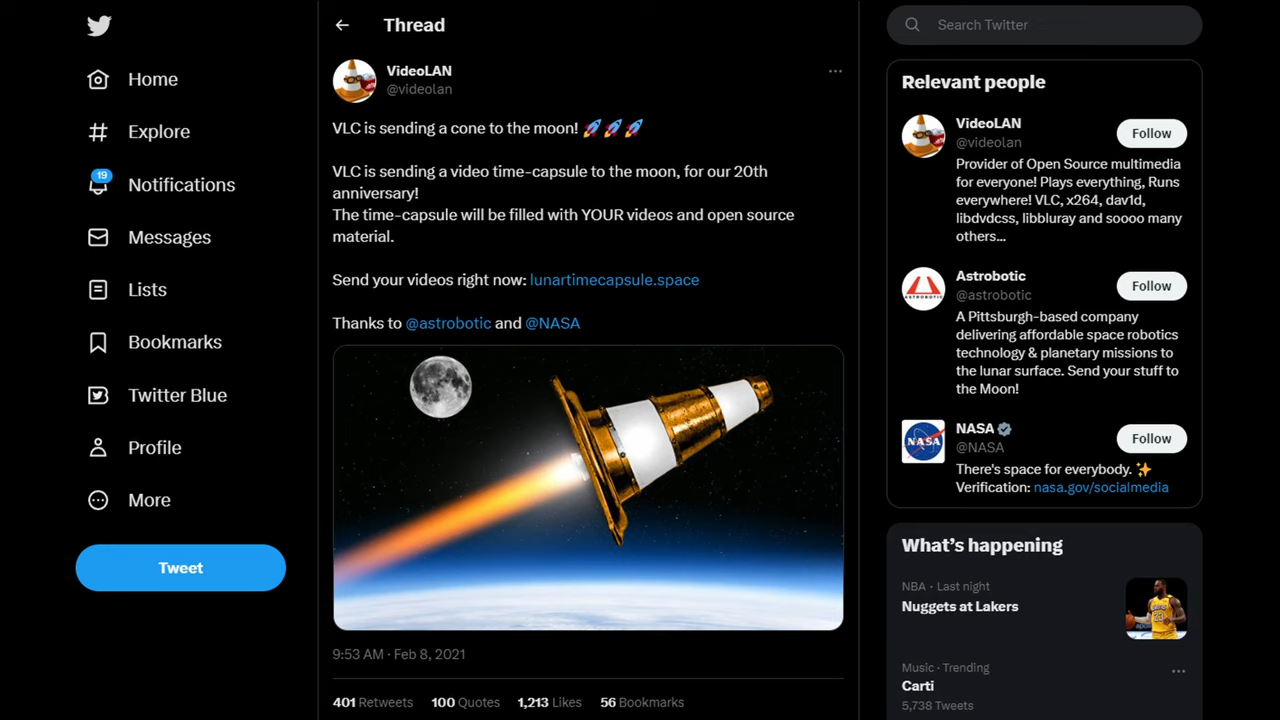 Home
Explore
19
Notifications
Messages
Lists
Bookmarks
Twitter Blue
Profile
More
Tweet
Thread
VideoLAN
@videolan
VLC is sending a cone to the moon! 🚀🚀🚀
VLC is sending a video time-capsule to the moon, for our 20th
anniversary!
The time-capsule will be filled with YOUR videos and open source
material.
Send your videos right now: lunartimecapsule.space
Thanks to @astrobotic and @NASA
9:53 AM · Feb 8, 2021
401 Retweets 100 Quotes 1,213 Likes 56 Bookmarks
Search Twitter
Relevant people
VideoLAN
@videolan
Follow
Provider of Open Source multimedia
for everyone! Plays everything, Runs
everywhere! VLC, x264, dav1d,
libdvdcss, libbluray and soooo many
others...
ASTROBOTIC
Astrobotic
@astrobotic
Follow
A Pittsburgh-based company
delivering affordable space robotics
technology & planetary missions to
the lunar surface. Send your stuff to
the Moon!
NASA
NASA
@NASA
Follow
There's space for everybody. ✨
Verification: nasa.gov/socialmedia
What's happening
NBA · Last night
Nuggets at Lakers
Music · Trending
Carti
5,738 Tweets